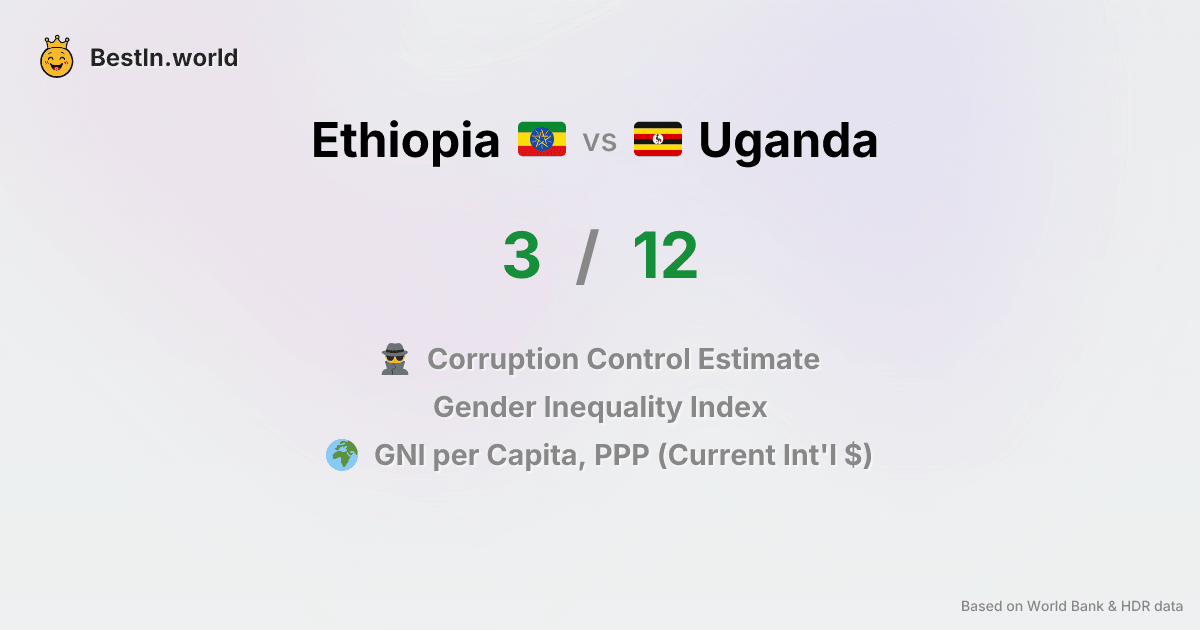 BestIn.world
Ethiopia vs Uganda
3 / 12
Corruption Control Estimate
Gender Inequality Index
GNI per Capita, PPP (Current Int'l $)
Based on World Bank & HDR data